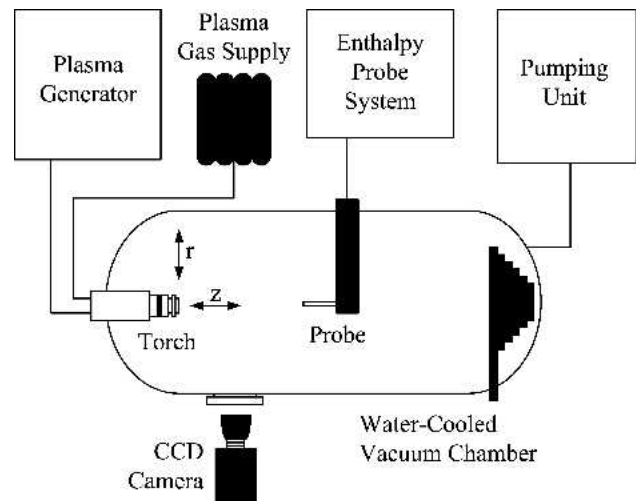 Plasma
Generator
Plasma
Gas Supply
Enthalpy
Probe
System
Pumping
Unit
r
z
Torch
Probe
CCD
Camera
Water-Cooled
Vacuum Chamber